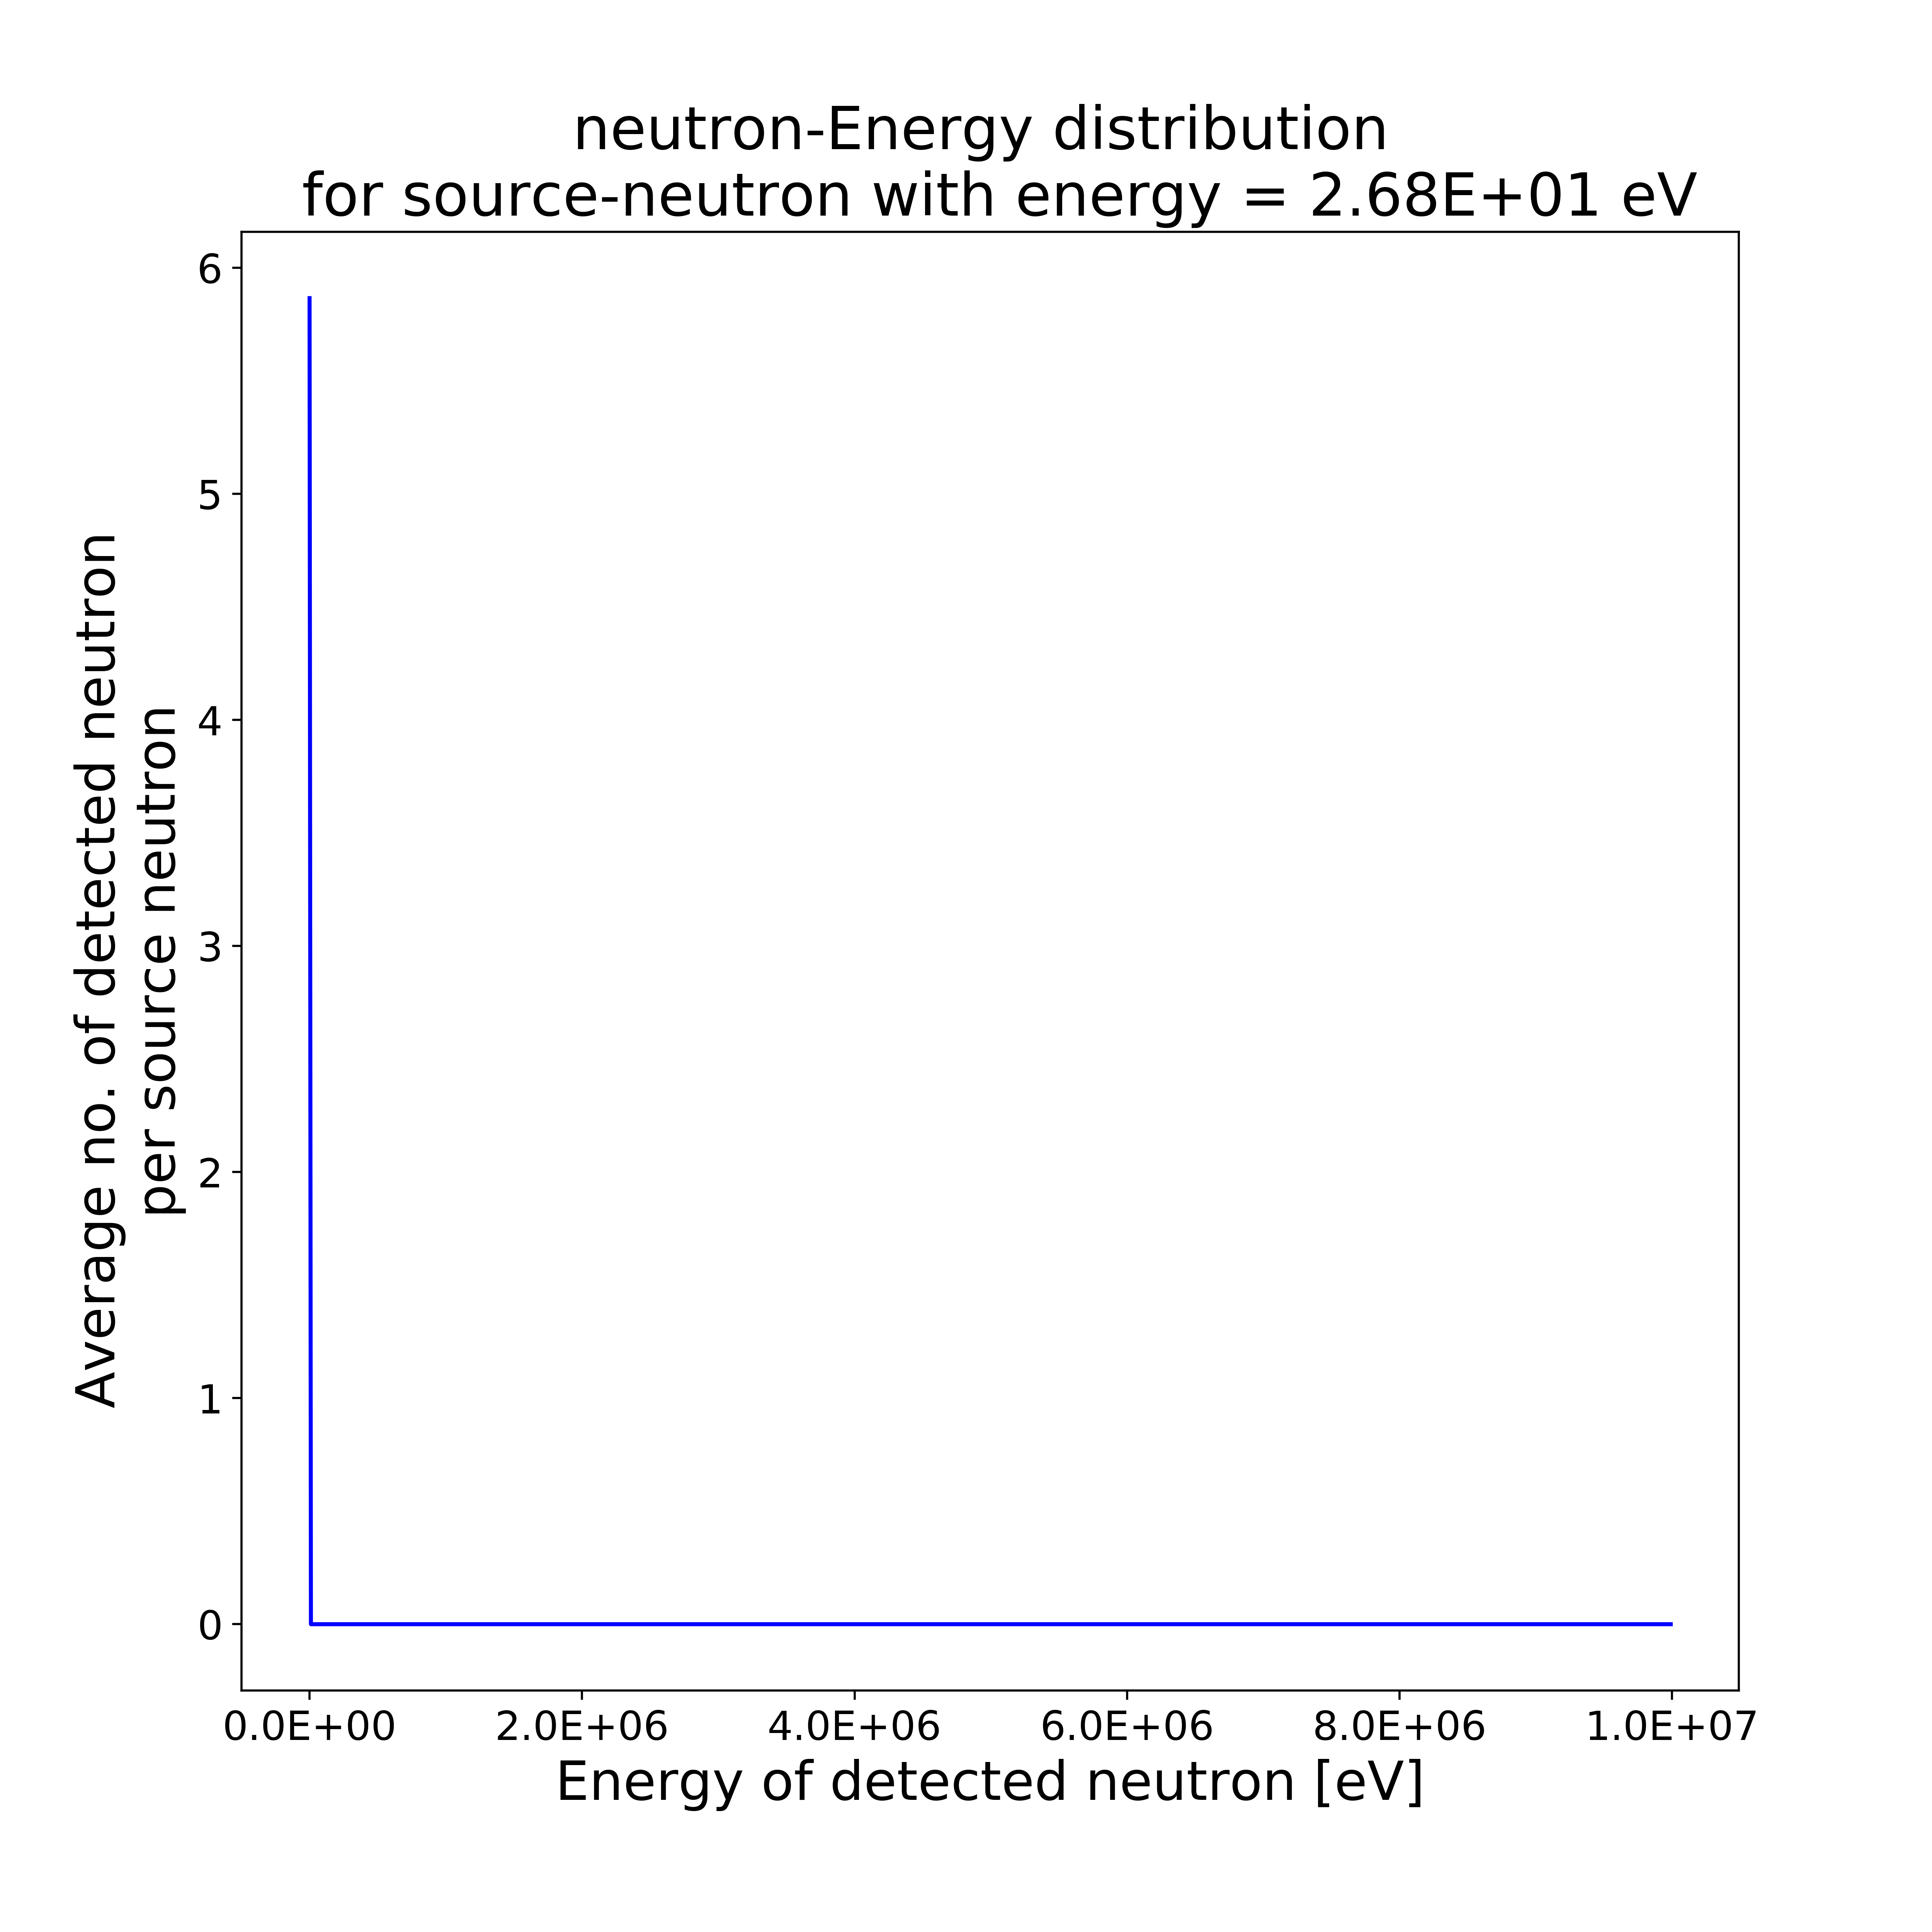 neutron-Energy distribution
for source-neutron with energy = 2.68E+01 eV
Average no. of detected neutron
per source neutron
6
5
4
3
2
1
0
0.0E+00 2.0E+06 4.0E+06 6.0E+06 8.0E+06 1.0E+07
Energy of detected neutron [eV]